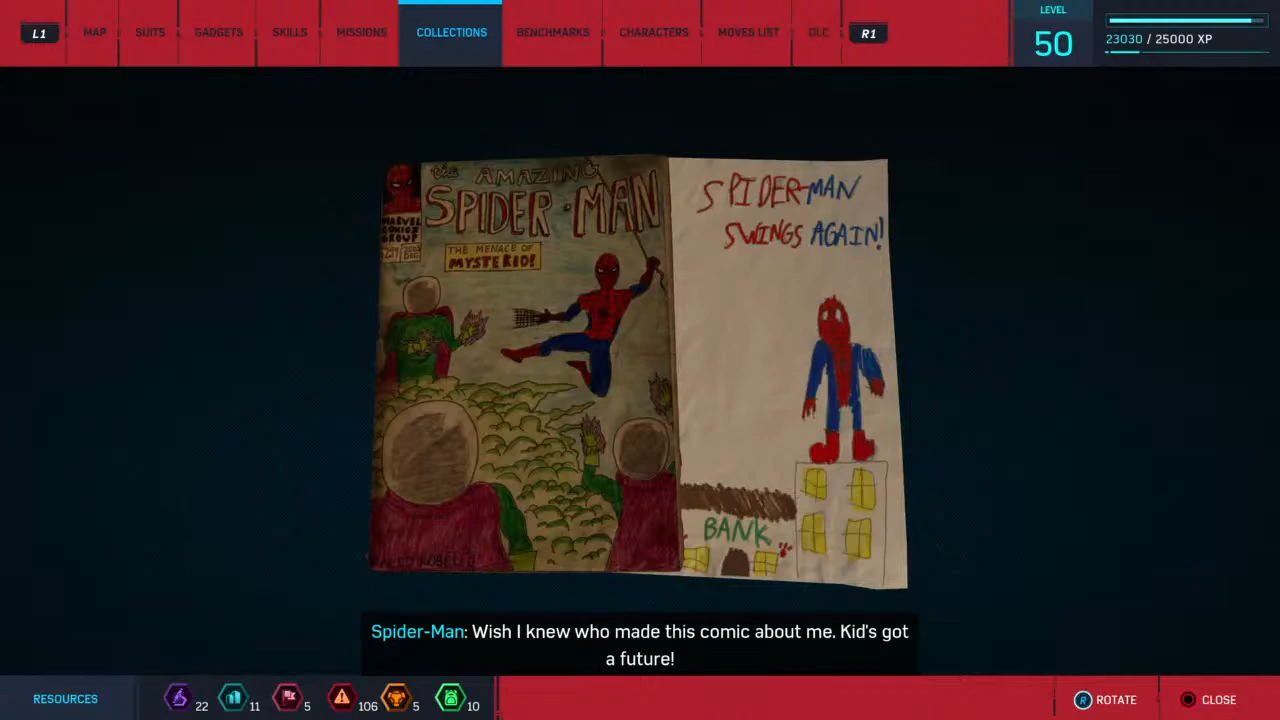 L1
MAP
SUITS
GADGETS
SKILLS
MISSIONS
COLLECTIONS
BENCHMARKS
CHARACTERS
MOVES LIST
DLC
R1
LEVEL
50
23030 / 25000 XP
the AMAZING
SPIDER-MAN
MARVEL
COMICS
GROUP
THE MENACE OF
MYSTERIO!
SPIDER-MAN
SWINGS AGAIN!
BANK
Spider-Man: Wish I knew who made this comic about me. Kid's got
a future!
RESOURCES
22
11
5
106
5
10
R ROTATE
CLOSE